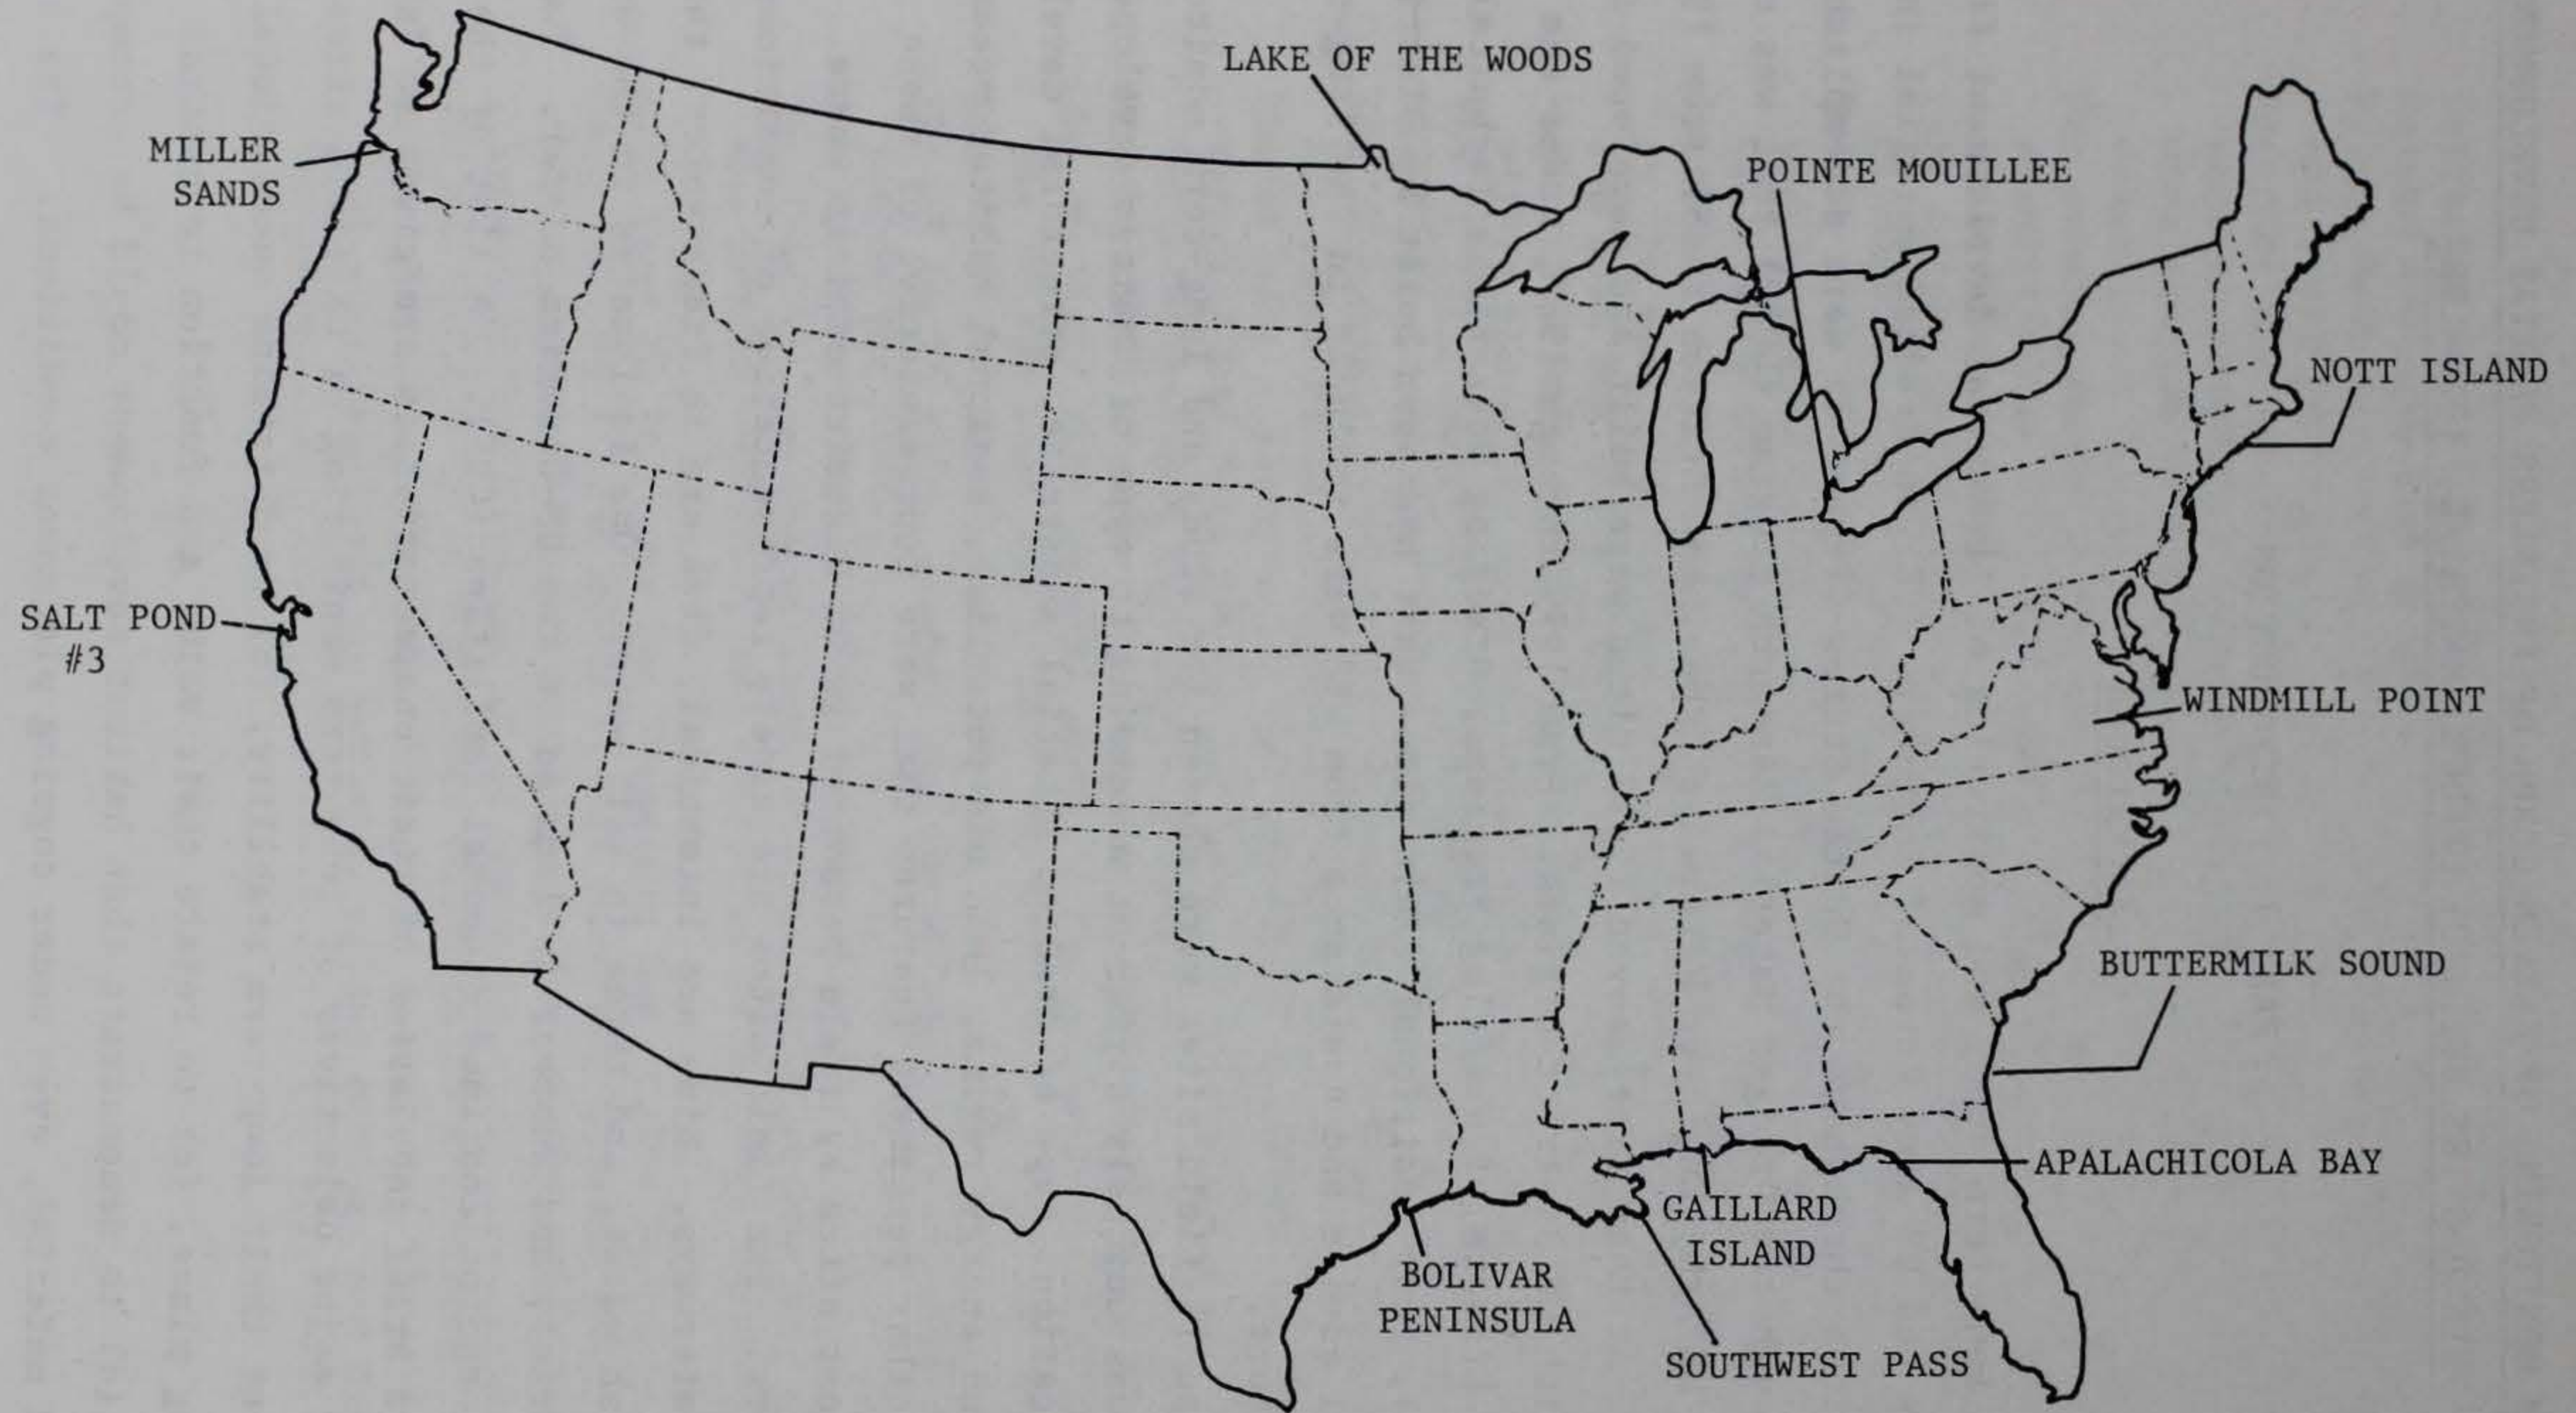 LAKE OF THE WOODS
MILLER
SANDS
POINTE MOUILLEE
NOTT ISLAND
SALT POND
#3
WINDMILL POINT
BUTTERMILK SOUND
APALACHICOLA BAY
GAILLARD
ISLAND
BOLIVAR
PENINSULA
SOUTHWEST PASS